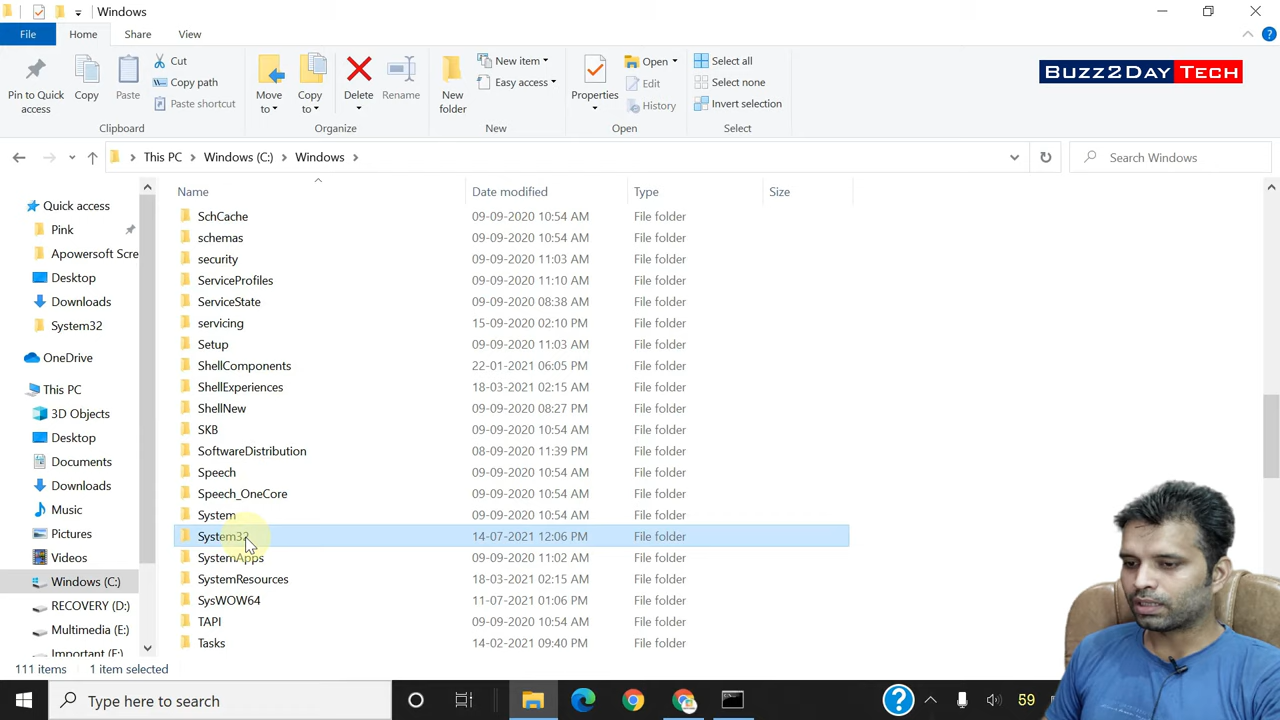 Windows
File
Home
Share
View
Pin to Quick access
Copy
Paste
Cut
Copy path
Paste shortcut
Clipboard
Move to
Copy to
Delete
Rename
Organize
New folder
New item
Easy access
New
Properties
Open
Edit
History
Open
Select all
Select none
Invert selection
Select
BUZZ2DAY TECH
This PC > Windows (C:) > Windows >
Search Windows
Quick access
Pink
Apowersoft Scre
Desktop
Downloads
System32
OneDrive
This PC
3D Objects
Desktop
Documents
Downloads
Music
Pictures
Videos
Windows (C:)
RECOVERY (D:)
Multimedia (E:)
Important (F:)
Name Date modified Type Size
SchCache 09-09-2020 10:54 AM File folder
schemas 09-09-2020 10:54 AM File folder
security 09-09-2020 11:03 AM File folder
ServiceProfiles 09-09-2020 11:10 AM File folder
ServiceState 09-09-2020 08:38 AM File folder
servicing 15-09-2020 02:10 PM File folder
Setup 09-09-2020 11:03 AM File folder
ShellComponents 22-01-2021 06:05 PM File folder
ShellExperiences 18-03-2021 02:15 AM File folder
ShellNew 09-09-2020 08:27 PM File folder
SKB 09-09-2020 10:54 AM File folder
SoftwareDistribution 08-09-2020 11:39 PM File folder
Speech 09-09-2020 10:54 AM File folder
Speech_OneCore 09-09-2020 10:54 AM File folder
System 09-09-2020 10:54 AM File folder
System32 14-07-2021 12:06 PM File folder
SystemApps 09-09-2020 11:02 AM File folder
SystemResources 18-03-2021 02:15 AM File folder
SysWOW64 11-07-2021 01:06 PM File folder
TAPI 09-09-2020 10:54 AM File folder
Tasks 14-02-2021 09:40 PM File folder
111 items 1 item selected
Type here to search
59